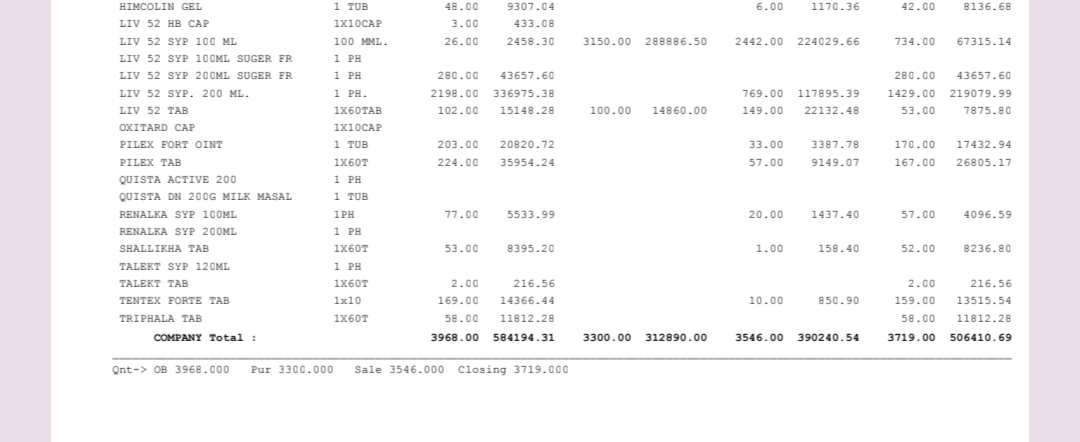 HIMCOLIN GEL 1 TUB 48.00 9307.04 6.00 1170.36 42.00 8136.68
LIV 52 HB CAP 1X10CAP 3.00 433.08
LIV 52 SYP 100 ML 100 MML. 26.00 2458.30 3150.00 288886.50 2442.00 224029.66 734.00 67315.14
LIV 52 SYP 100ML SUGER FR 1 PH
LIV 52 SYP 200ML SUGER FR 1 PH 280.00 43657.60 280.00 43657.60
LIV 52 SYP. 200 ML. 1 PH. 2198.00 336975.38 769.00 117895.39 1429.00 219079.99
LIV 52 TAB 1X60TAB 102.00 15148.28 100.00 14860.00 149.00 22132.48 53.00 7875.80
OXITARD CAP 1X10CAP
PILEX FORT OINT 1 TUB 203.00 20820.72 33.00 3387.78 170.00 17432.94
PILEX TAB 1X60T 224.00 35954.24 57.00 9149.07 167.00 26805.17
QUISTA ACTIVE 200 1 PH
QUISTA DN 200G MILK MASAL 1 TUB
RENALKA SYP 100ML 1PH 77.00 5533.99 20.00 1437.40 57.00 4096.59
RENALKA SYP 200ML 1 PH
SHALLIKHA TAB 1X60T 53.00 8395.20 1.00 158.40 52.00 8236.80
TALEKT SYP 120ML 1 PH
TALEKT TAB 1X60T 2.00 216.56 2.00 216.56
TENTEX FORTE TAB 1x10 169.00 14366.44 10.00 850.90 159.00 13515.54
TRIPHALA TAB 1X60T 58.00 11812.28 58.00 11812.28
COMPANY Total : 3968.00 584194.31 3300.00 312890.00 3546.00 390240.54 3719.00 506410.69
Qnt-> OB 3968.000 Pur 3300.000 Sale 3546.000 Closing 3719.000